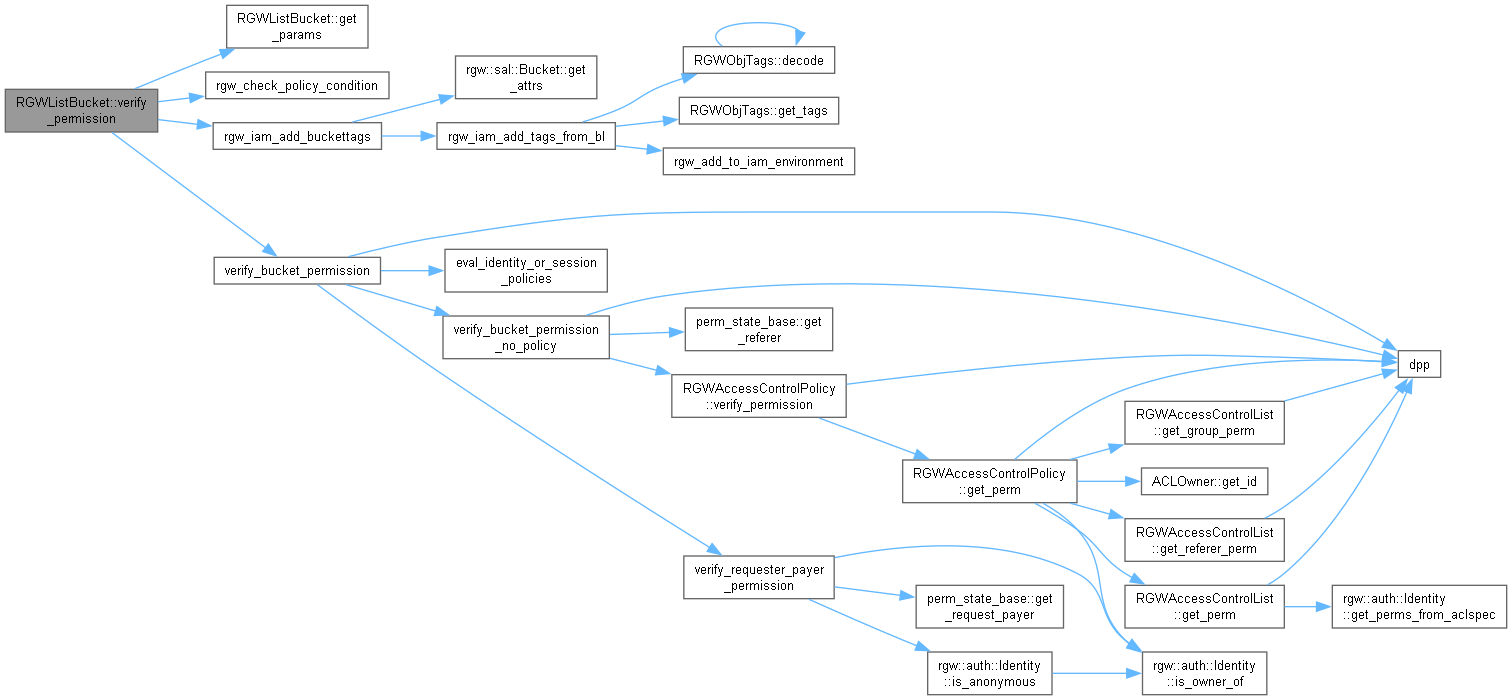 RGWListBucket::get
_params
RGWObjTags::decode
rgw::sal::Bucket::get
_attrs
rgw_check_policy_condition
RGWListBucket::verify
_permission
RGWObjTags::get_tags
rgw_iam_add_buckettags
rgw_iam_add_tags_from_bl
rgw_add_to_iam_environment
verify_bucket_permission
eval_identity_or_session
_policies
verify_bucket_permission
_no_policy
perm_state_base::get
_referer
dpp
RGWAccessControlPolicy
::verify_permission
RGWAccessControlList
::get_group_perm
RGWAccessControlPolicy
::get_perm
ACLOwner::get_id
RGWAccessControlList
::get_referer_perm
verify_requester_payer
_permission
perm_state_base::get
_request_payer
RGWAccessControlList
::get_perm
rgw::auth::Identity
::get_perms_from_aclspec
rgw::auth::Identity
::is_anonymous
rgw::auth::Identity
::is_owner_of